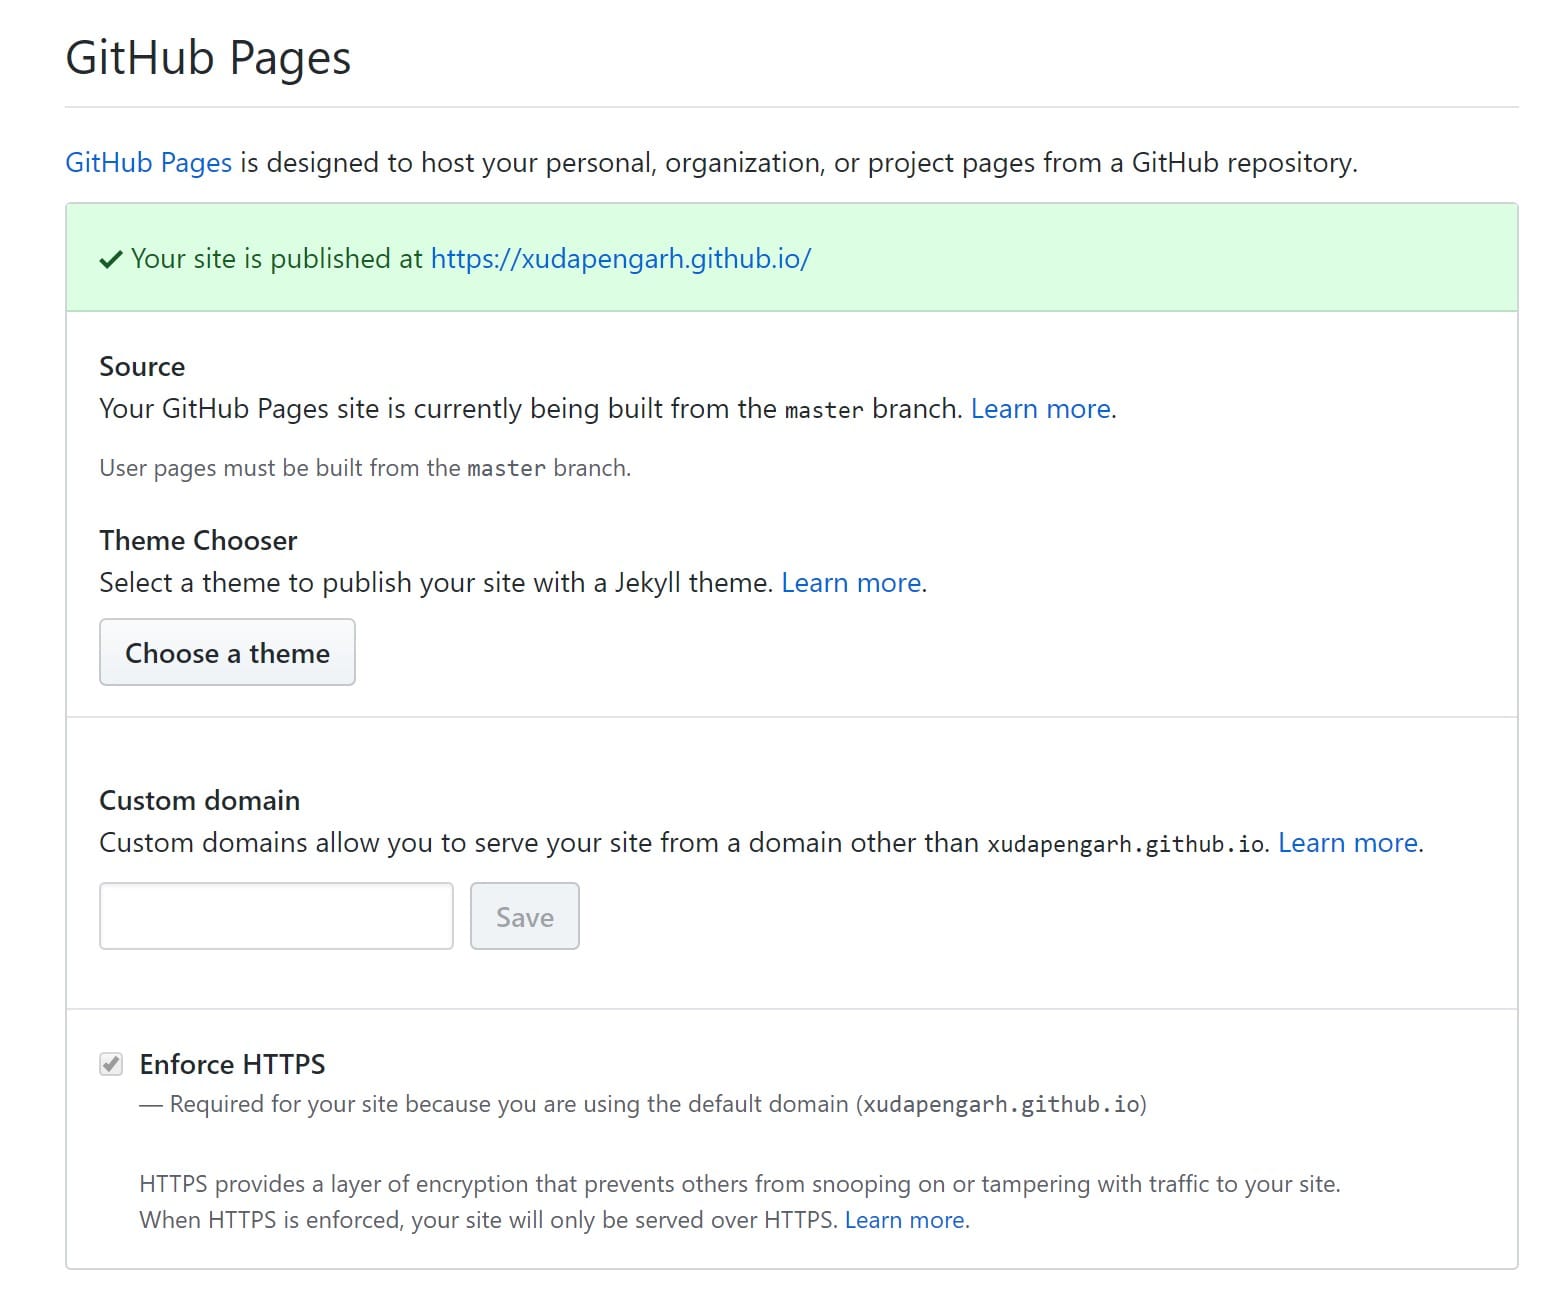 GitHub Pages
GitHub Pages is designed to host your personal, organization, or project pages from a GitHub repository.
Your site is published at https://xudapengarh.github.io/
Source
Your GitHub Pages site is currently being built from the master branch. Learn more.
User pages must be built from the master branch.
Theme Chooser
Select a theme to publish your site with a Jekyll theme. Learn more.
Choose a theme
Custom domain
Custom domains allow you to serve your site from a domain other than xudapengarh.github.io. Learn more.
Save
Enforce HTTPS
— Required for your site because you are using the default domain (xudapengarh.github.io)
HTTPS provides a layer of encryption that prevents others from snooping on or tampering with traffic to your site.
When HTTPS is enforced, your site will only be served over HTTPS. Learn more.